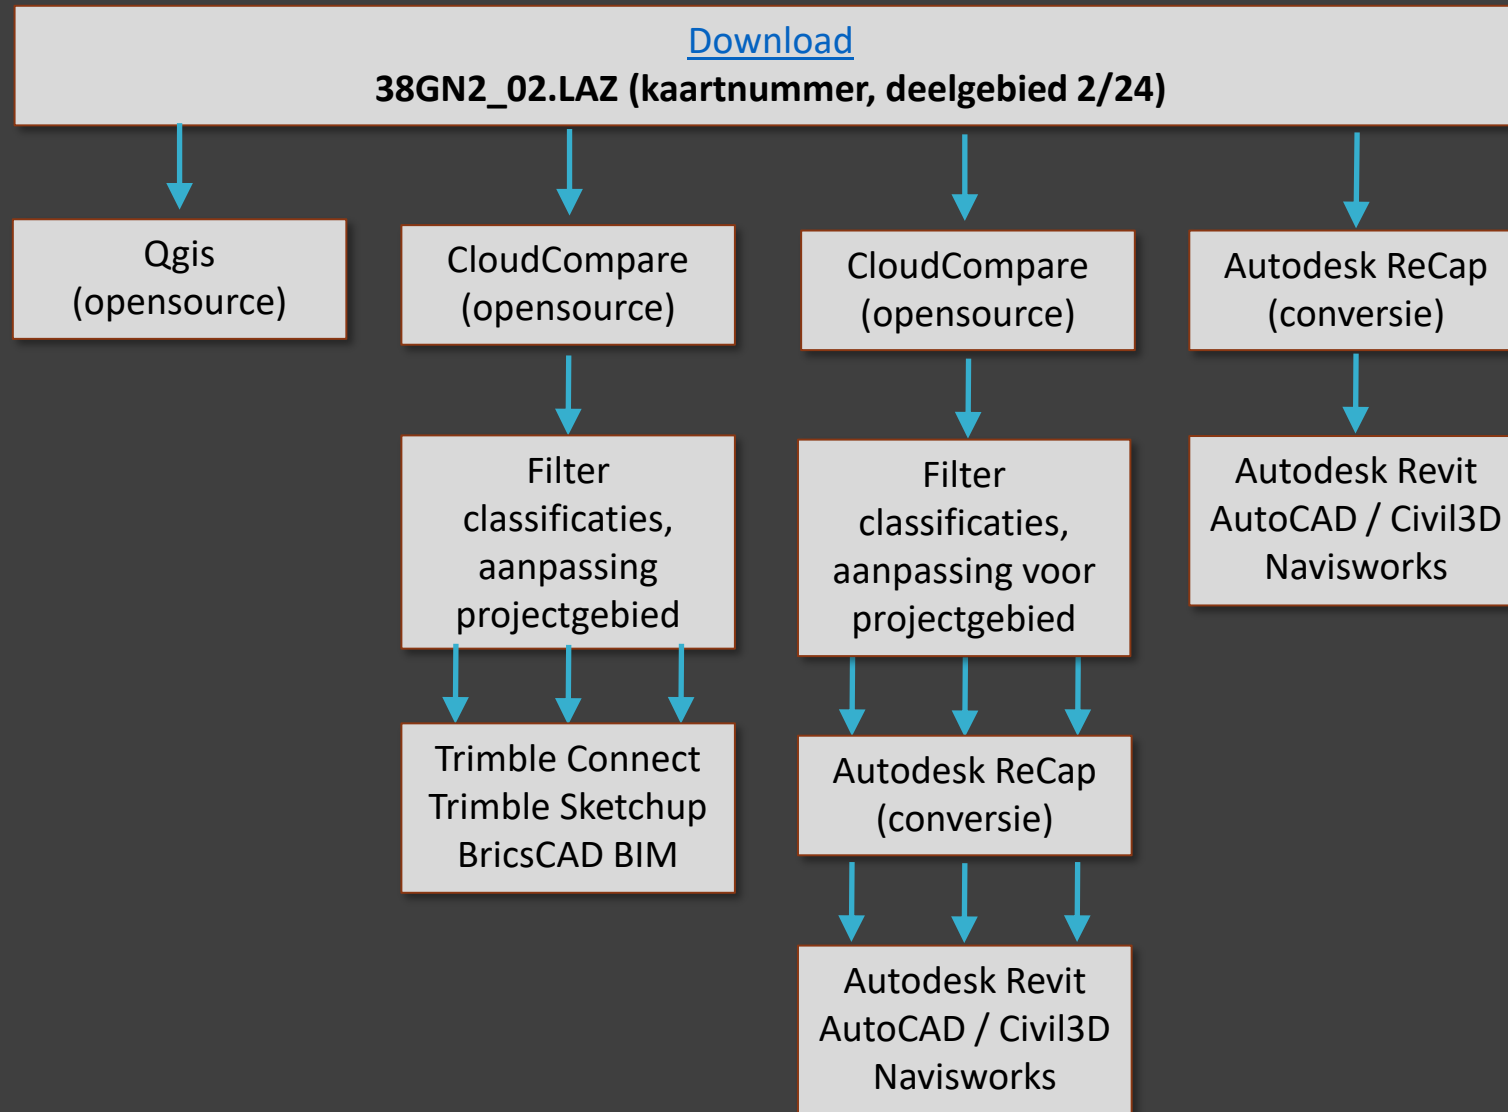 Download
38GN2_02.LAZ (kaartnummer, deelgebied 2/24)
Qgis
(opensource)
CloudCompare
(opensource)
CloudCompare
(opensource)
Autodesk ReCap
(conversie)
Filter
classificaties,
aanpassing
projectgebied
Filter
classificaties,
aanpassing voor
projectgebied
Autodesk Revit
AutoCAD / Civil3D
Navisworks
Trimble Connect
Trimble Sketchup
BricsCAD BIM
Autodesk ReCap
(conversie)
Autodesk Revit
AutoCAD / Civil3D
Navisworks